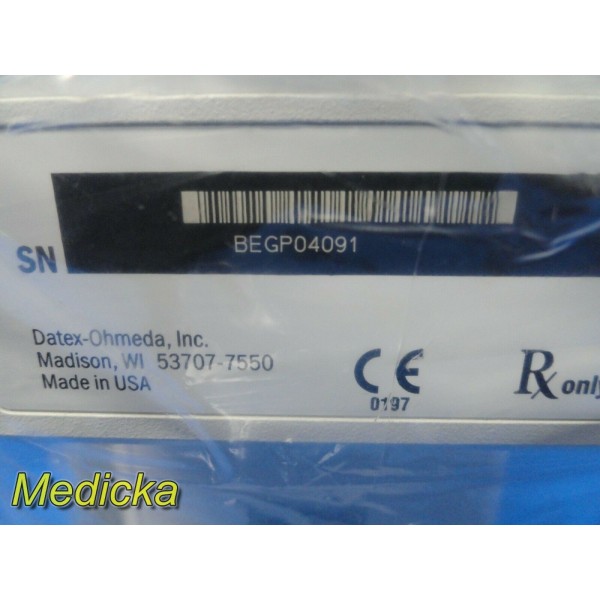 SN
BEGP04091
Datex-Ohmeda, Inc.
Madison, WI 53707-7550
Made in USA
CE
0197
Rx only
Medicka